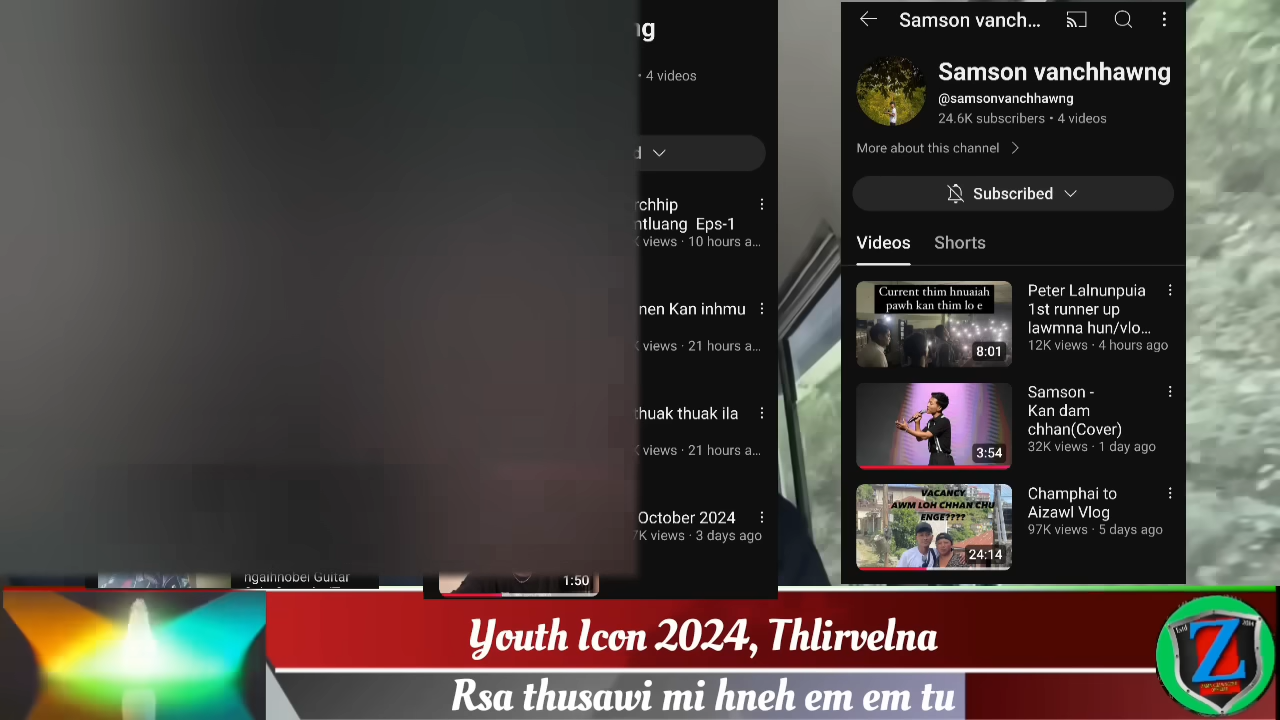 ng
• 4 videos
d
rchhip
ntluang Eps-1
K views · 10 hours a...
nen Kan inhmu
K views · 21 hours a...
thuak thuak ila
K views · 21 hours a...
October 2024
7K views · 3 days ago
ngaihnobei Guitar
1:50
Samson vanch...
Samson vanchhawng
@samsonvanchhawng
24.6K subscribers • 4 videos
More about this channel
Subscribed
Videos Shorts
Current thim hnuaiah
pawh kan thim lo e
8:01
Peter Lalnunpuia
1st runner up
lawmna hun/vlo...
12K views · 4 hours ago
3:54
Samson -
Kan dam
chhan(Cover)
32K views · 1 day ago
VACANCY
AWM LOH CHHAN CHU
ENGE????
24:14
Champhai to
Aizawl Vlog
97K views · 5 days ago
Youth Icon 2024, Thlirvelna
Rsa thusawi mi hneh em em tu
Z